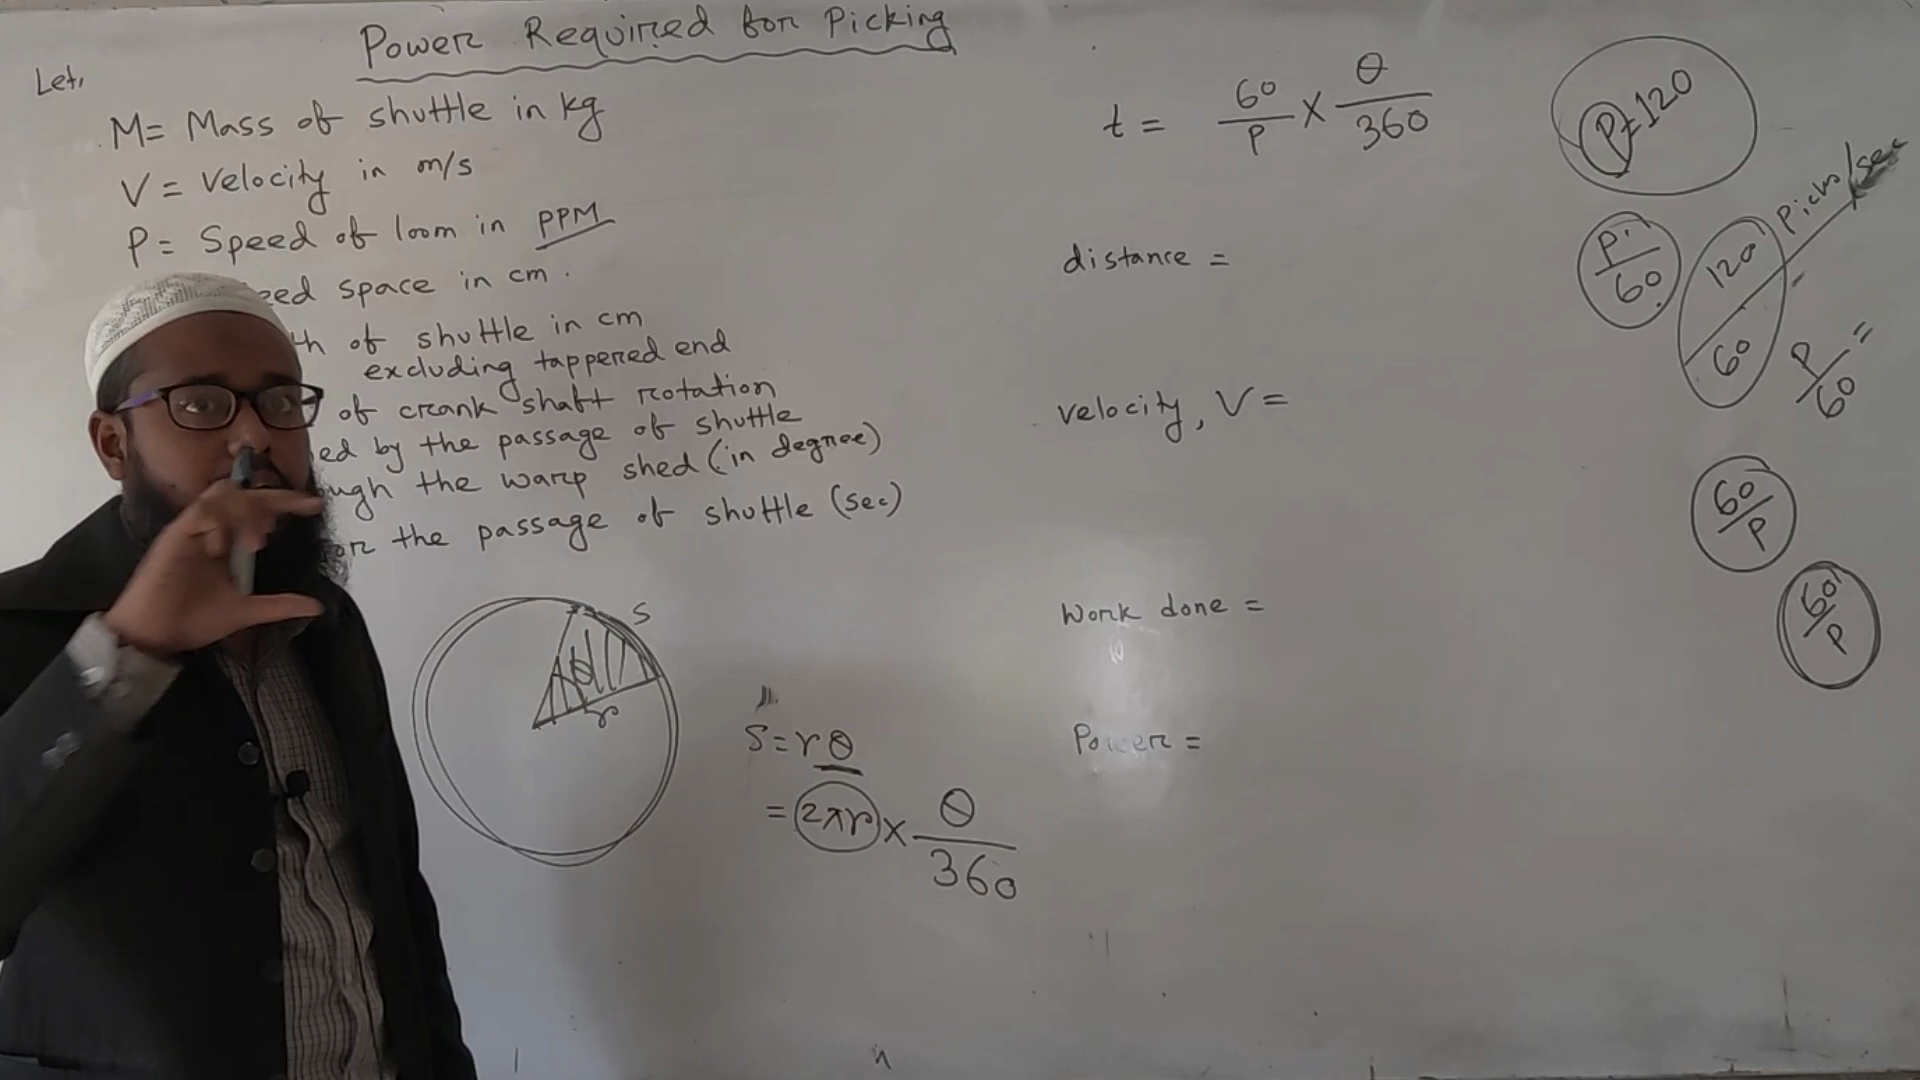 Power Required for Picking
Let,
M= Mass of shuttle in kg
V = Velocity in m/s
P = Speed of loom in PPM
space in cm.
of shuttle in cm
excluding tappered end
of crank shaft rotation
by the passage of shuttle
the warp shed (in degree)
the passage of shuttle (sec)
S
θ
r
S = rθ
= 2πr × θ/360
t = 60/P × θ/360
distance =
velocity, V =
Work done =
Power =
P=120
P/60
120/60 Picks/sec
P/60 =
60/P
60/P